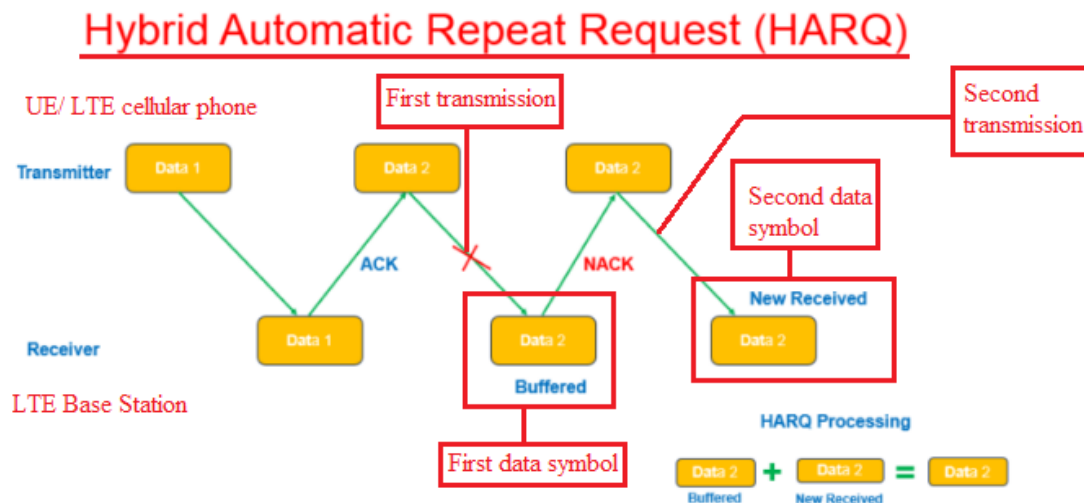 Hybrid Automatic Repeat Request (HARQ)
UE/ LTE cellular phone
First transmission
Second
transmission
Transmitter
Data 1
Data 2
Data 2
Second data
symbol
ACK
NACK
New Received
Receiver
Data 1
Data 2
Data 2
Buffered
LTE Base Station
First data symbol
HARQ Processing
Data 2 + Data 2 = Data 2
Buffered
New Received